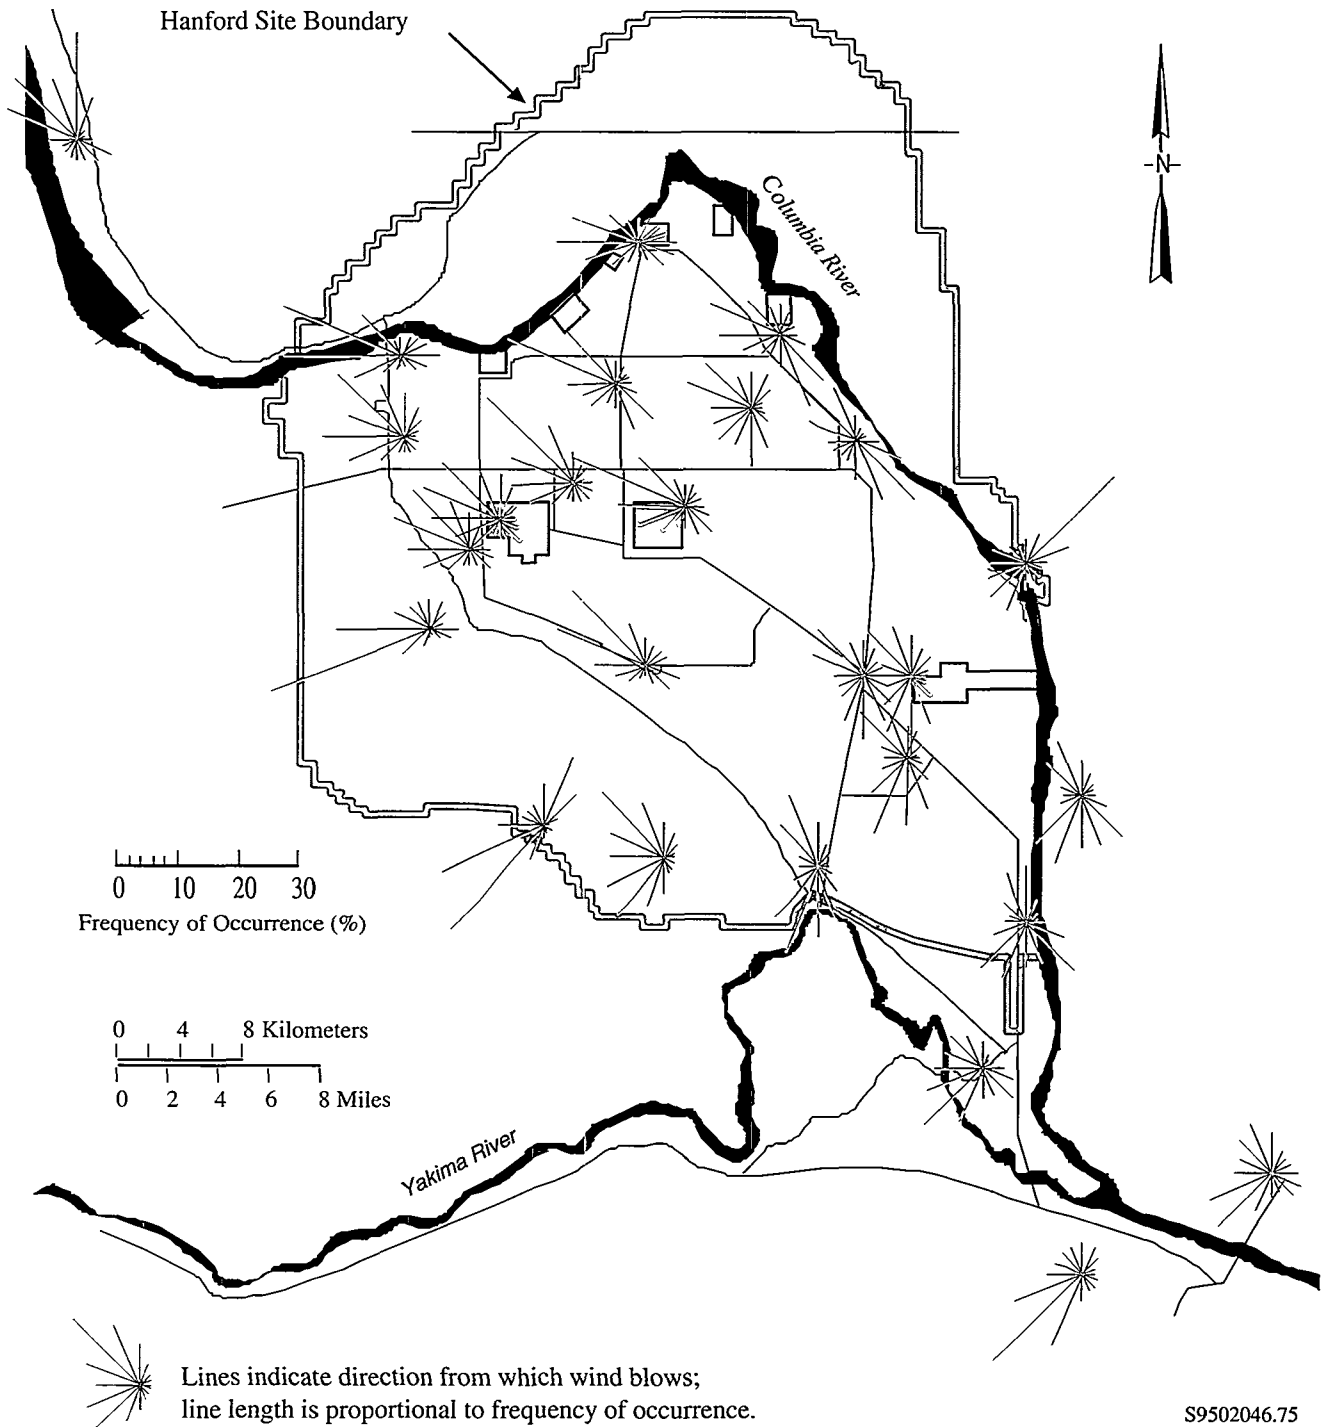 Hanford Site Boundary
N
Columbia River
0 10 20 30
Frequency of Occurrence (%)
0 4 8 Kilometers
0 2 4 6 8 Miles
Yakima River
Lines indicate direction from which wind blows;
line length is proportional to frequency of occurrence.
S9502046.75